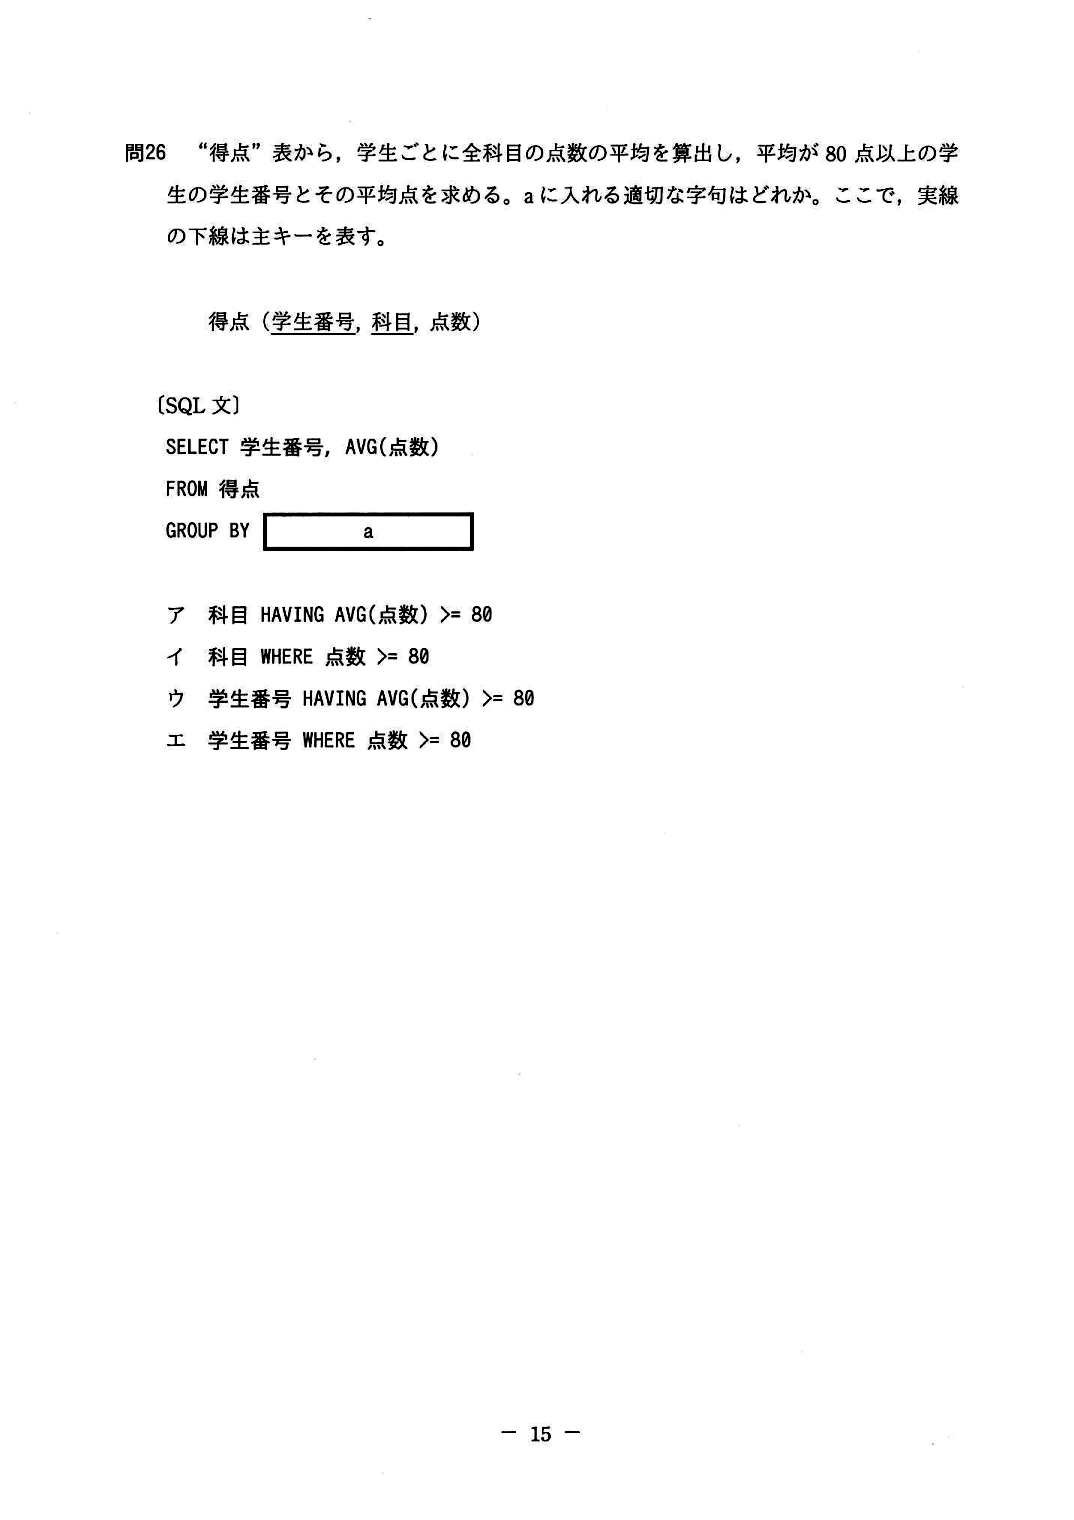 問26 “得点”表から，学生ごとに全科目の点数の平均を算出し，平均が 80 点以上の学
生の学生番号とその平均点を求める。a に入れる適切な字句はどれか。ここで，実線
の下線は主キーを表す。
得点（学生番号, 科目, 点数）
〔SQL 文〕
SELECT 学生番号, AVG(点数)
FROM 得点
GROUP BY a
ア 科目 HAVING AVG(点数) >= 80
イ 科目 WHERE 点数 >= 80
ウ 学生番号 HAVING AVG(点数) >= 80
エ 学生番号 WHERE 点数 >= 80
－ 15 －